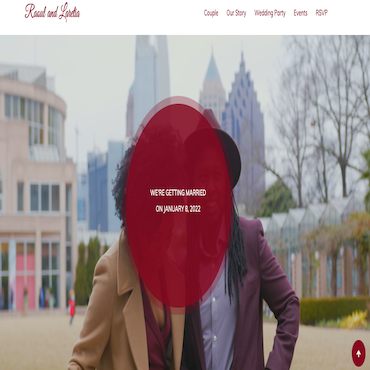 Raoul and Loretta
Couple Our Story Wedding Party Events RSVP
WE'RE GETTING MARRIED
ON JANUARY 8, 2022